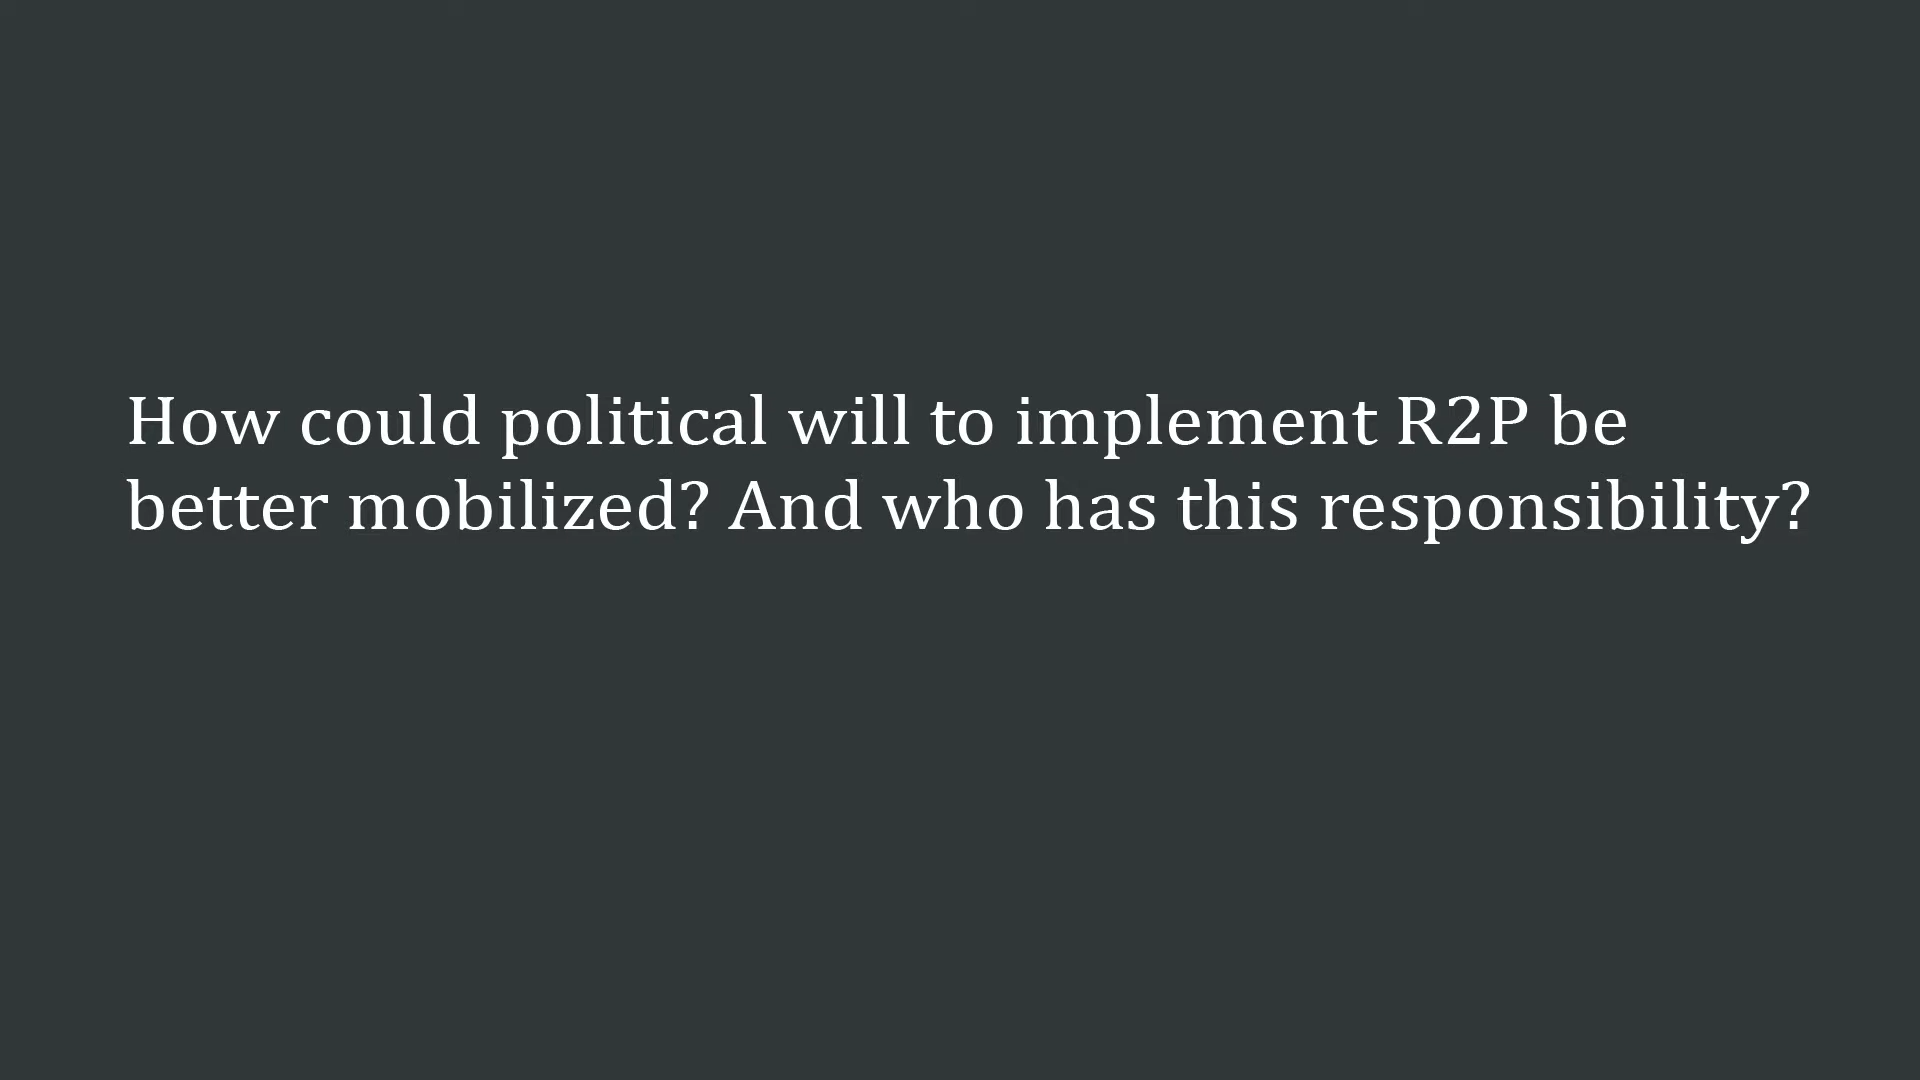 How could political will to implement R2P be
better mobilized? And who has this responsibility?